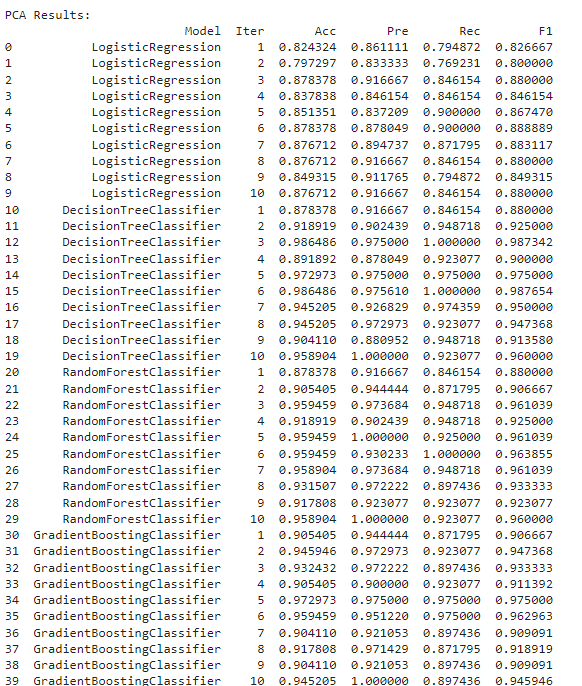 PCA Results:
Model Iter Acc Pre Rec F1
0 LogisticRegression 1 0.824324 0.861111 0.794872 0.826667
1 LogisticRegression 2 0.797297 0.833333 0.769231 0.800000
2 LogisticRegression 3 0.878378 0.916667 0.846154 0.880000
3 LogisticRegression 4 0.837838 0.846154 0.846154 0.846154
4 LogisticRegression 5 0.851351 0.837209 0.900000 0.867470
5 LogisticRegression 6 0.878378 0.878049 0.900000 0.888889
6 LogisticRegression 7 0.876712 0.894737 0.871795 0.883117
7 LogisticRegression 8 0.876712 0.916667 0.846154 0.880000
8 LogisticRegression 9 0.849315 0.911765 0.794872 0.849315
9 LogisticRegression 10 0.876712 0.916667 0.846154 0.880000
10 DecisionTreeClassifier 1 0.878378 0.916667 0.846154 0.880000
11 DecisionTreeClassifier 2 0.918919 0.902439 0.948718 0.925000
12 DecisionTreeClassifier 3 0.986486 0.975000 1.000000 0.987342
13 DecisionTreeClassifier 4 0.891892 0.878049 0.923077 0.900000
14 DecisionTreeClassifier 5 0.972973 0.975000 0.975000 0.975000
15 DecisionTreeClassifier 6 0.986486 0.975610 1.000000 0.987654
16 DecisionTreeClassifier 7 0.945205 0.926829 0.974359 0.950000
17 DecisionTreeClassifier 8 0.945205 0.972973 0.923077 0.947368
18 DecisionTreeClassifier 9 0.904110 0.880952 0.948718 0.913580
19 DecisionTreeClassifier 10 0.958904 1.000000 0.923077 0.960000
20 RandomForestClassifier 1 0.878378 0.916667 0.846154 0.880000
21 RandomForestClassifier 2 0.905405 0.944444 0.871795 0.906667
22 RandomForestClassifier 3 0.959459 0.973684 0.948718 0.961039
23 RandomForestClassifier 4 0.918919 0.902439 0.948718 0.925000
24 RandomForestClassifier 5 0.959459 1.000000 0.925000 0.961039
25 RandomForestClassifier 6 0.959459 0.930233 1.000000 0.963855
26 RandomForestClassifier 7 0.958904 0.973684 0.948718 0.961039
27 RandomForestClassifier 8 0.931507 0.972222 0.897436 0.933333
28 RandomForestClassifier 9 0.917808 0.923077 0.923077 0.923077
29 RandomForestClassifier 10 0.958904 1.000000 0.923077 0.960000
30 GradientBoostingClassifier 1 0.905405 0.944444 0.871795 0.906667
31 GradientBoostingClassifier 2 0.945946 0.972973 0.923077 0.947368
32 GradientBoostingClassifier 3 0.932432 0.972222 0.897436 0.933333
33 GradientBoostingClassifier 4 0.905405 0.900000 0.923077 0.911392
34 GradientBoostingClassifier 5 0.972973 0.975000 0.975000 0.975000
35 GradientBoostingClassifier 6 0.959459 0.951220 0.975000 0.962963
36 GradientBoostingClassifier 7 0.904110 0.921053 0.897436 0.909091
37 GradientBoostingClassifier 8 0.917808 0.971429 0.871795 0.918919
38 GradientBoostingClassifier 9 0.904110 0.921053 0.897436 0.909091
39 GradientBoostingClassifier 10 0.945205 1.000000 0.897436 0.945946